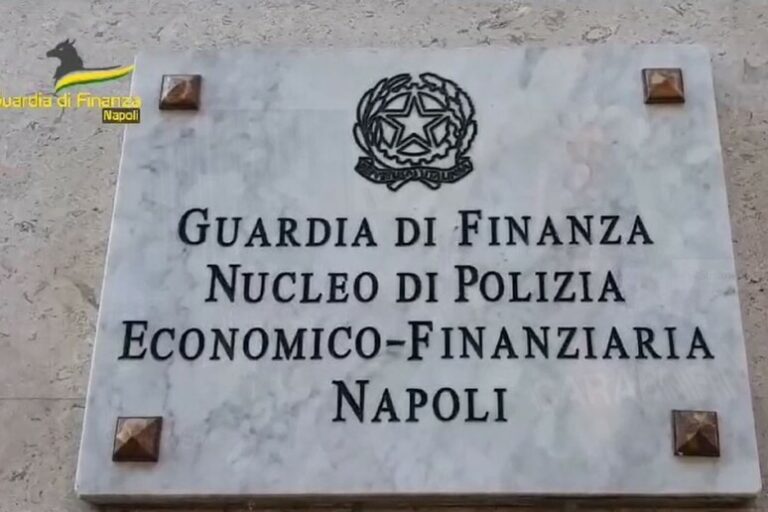 Guardia di Finanza
Napoli
GUARDIA DI FINANZA
NUCLEO DI POLIZIA
ECONOMICO-FINANZIARIA
NAPOLI